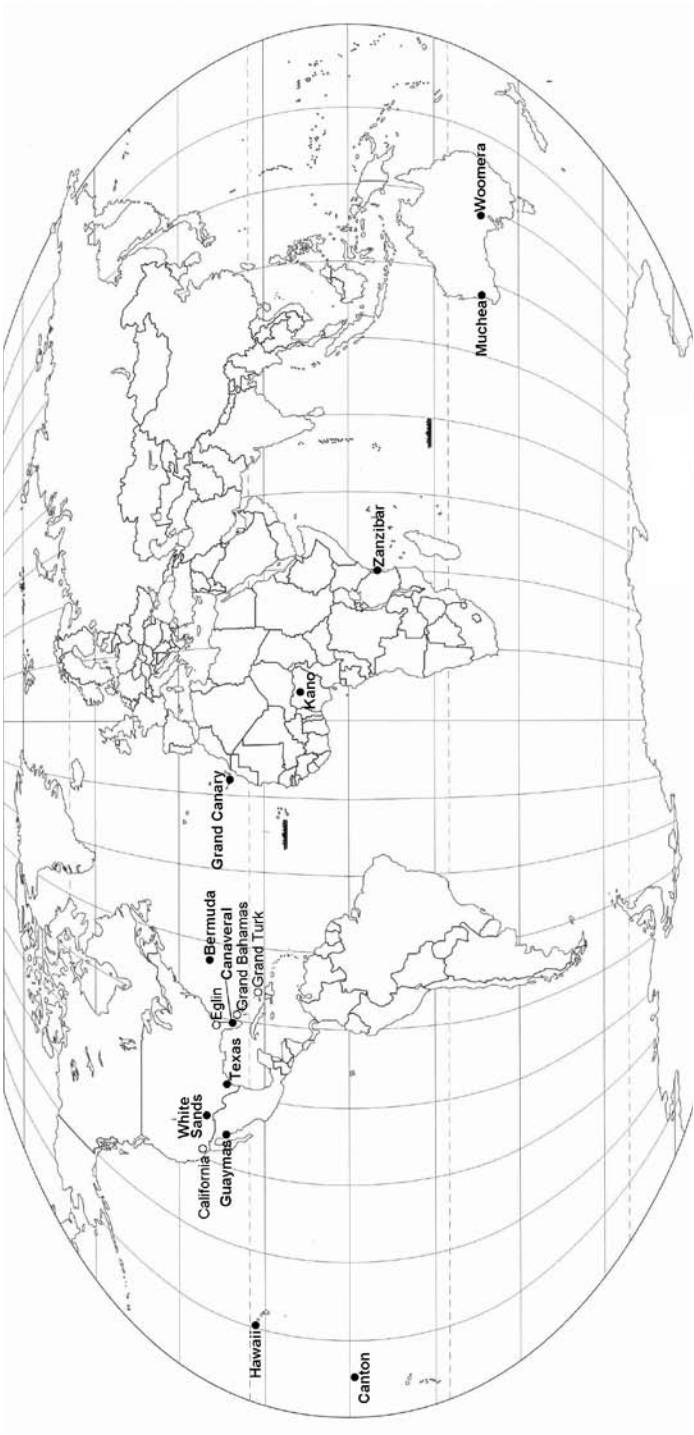 Hawaii
Canton
California
Guaymas
White
Sands
Texas
Eglin
Canaveral
Grand Bahamas
Grand Turk
Bermuda
Grand Canary
Kano
Zanzibar
Muchea
Woomera